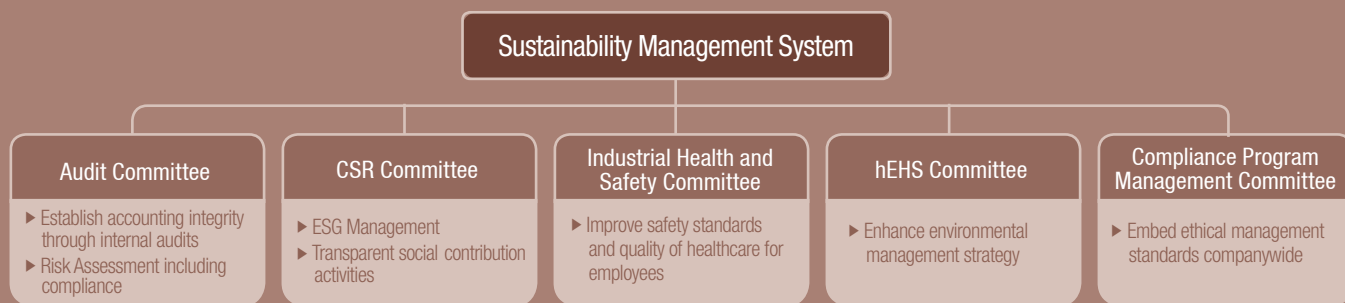 Sustainability Management System
Audit Committee
▶ Establish accounting integrity
through internal audits
▶ Risk Assessment including
compliance
CSR Committee
▶ ESG Management
▶ Transparent social contribution
activities
Industrial Health and
Safety Committee
▶ Improve safety standards
and quality of healthcare for
employees
hEHS Committee
▶ Enhance environmental
management strategy
Compliance Program
Management Committee
▶ Embed ethical management
standards companywide